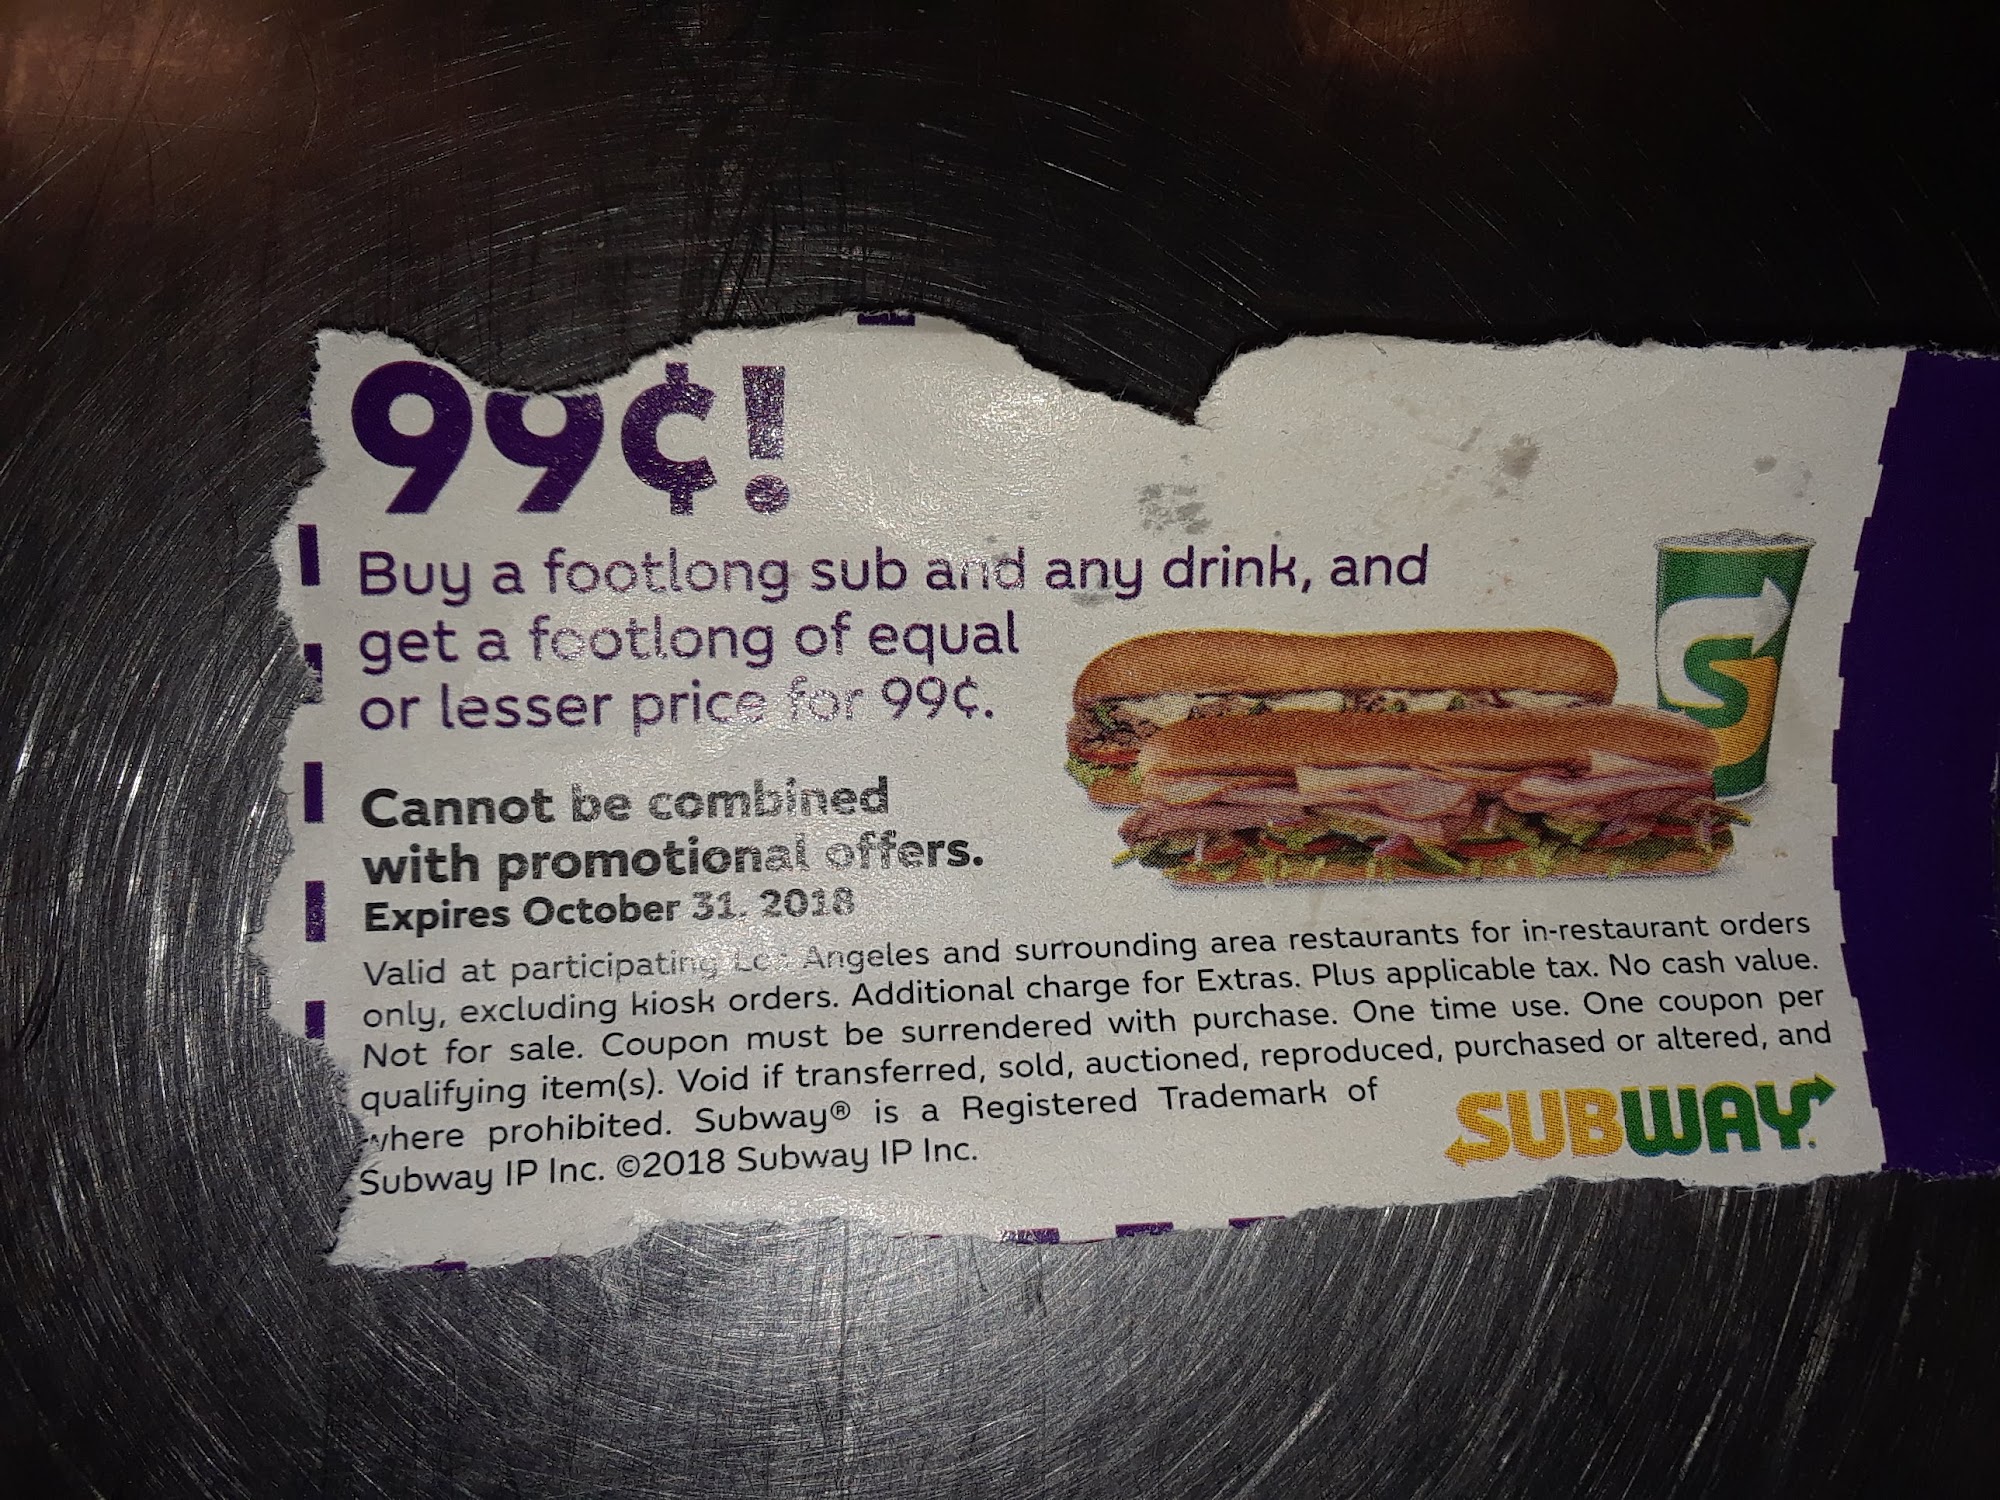 99¢!
Buy a footlong sub and any drink, and
get a footlong of equal
or lesser price for 99¢.
Cannot be combined
with promotional offers.
Expires October 31, 2018
Valid at participating Los Angeles and surrounding area restaurants for in-restaurant orders
only, excluding kiosk orders. Additional charge for Extras. Plus applicable tax. No cash value.
Not for sale. Coupon must be surrendered with purchase. One time use. One coupon per
qualifying item(s). Void if transferred, sold, auctioned, reproduced, purchased or altered, and
where prohibited. Subway® is a Registered Trademark of
Subway IP Inc. ©2018 Subway IP Inc.
SUBWAY